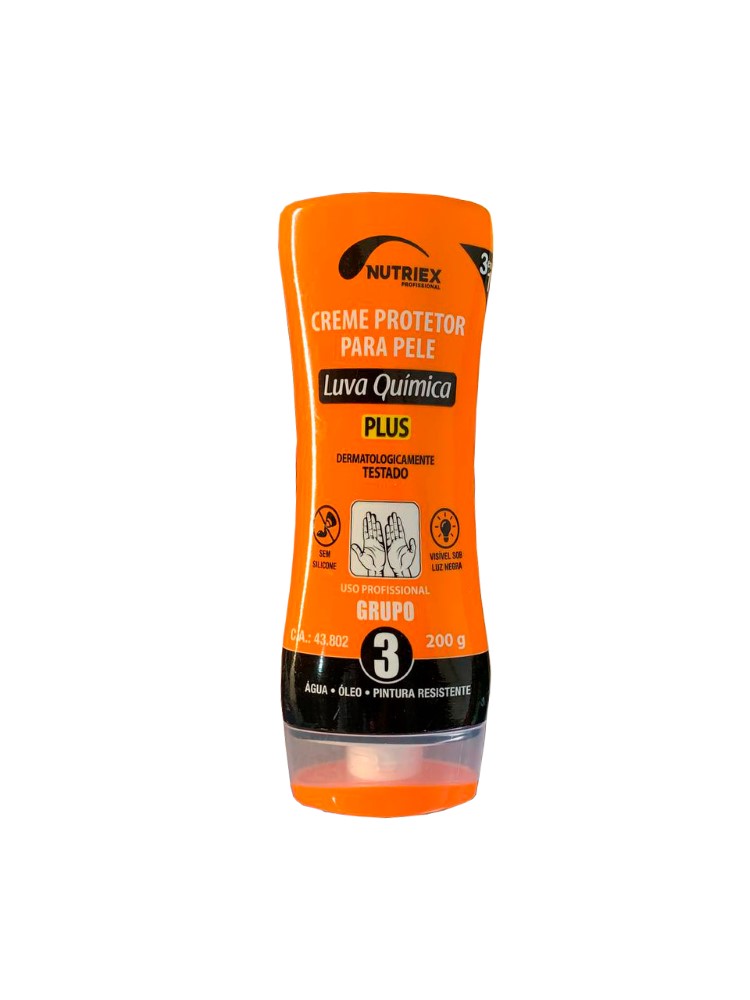 NUTRIEX
PROFISSIONAL
3
CREME PROTETOR
PARA PELE
Luva Química
PLUS
DERMATOLOGICAMENTE
TESTADO
SEM
SILICONE
VISÍVEL SOB
LUZ NEGRA
USO PROFISSIONAL
GRUPO
C.A.: 43.802
3
200 g
ÁGUA • ÓLEO • PINTURA RESISTENTE